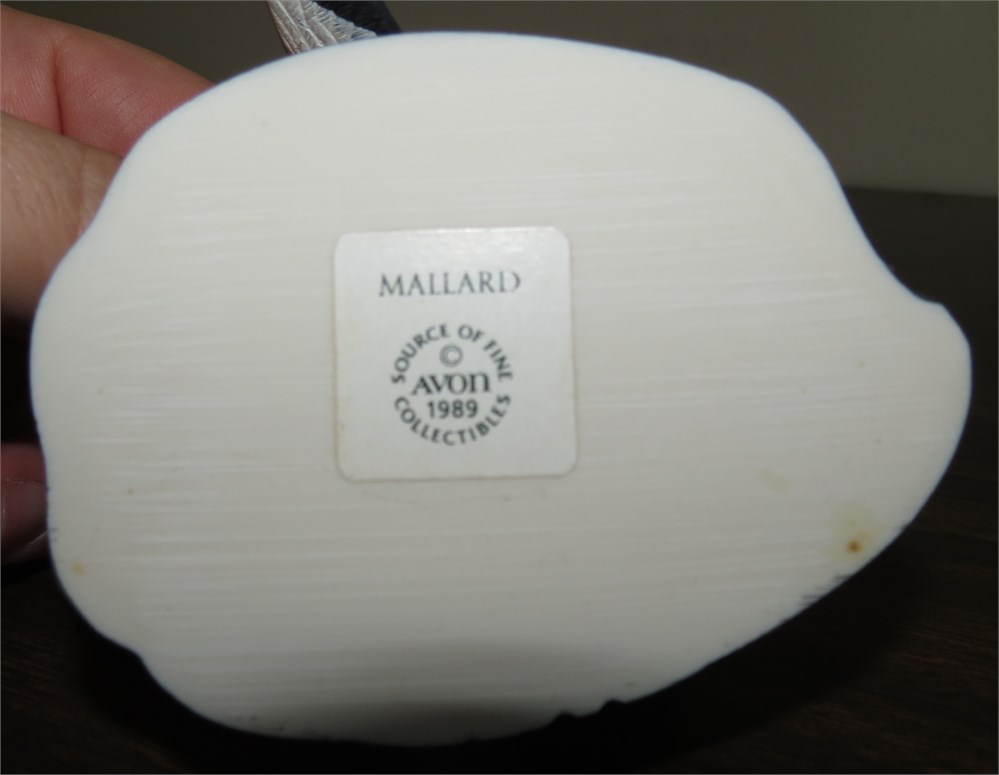 MALLARD
SOURCE OF FINE
©
AVON
1989
COLLECTIBLES